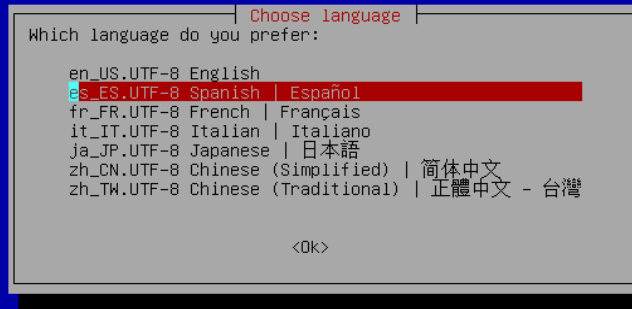 Choose language
Which language do you prefer:
en_US.UTF-8 English
es_ES.UTF-8 Spanish | Español
fr_FR.UTF-8 French | Français
it_IT.UTF-8 Italian | Italiano
ja_JP.UTF-8 Japanese | 日本語
zh_CN.UTF-8 Chinese (Simplified) | 简体中文
zh_TW.UTF-8 Chinese (Traditional) | 正體中文 - 台灣
<Ok>